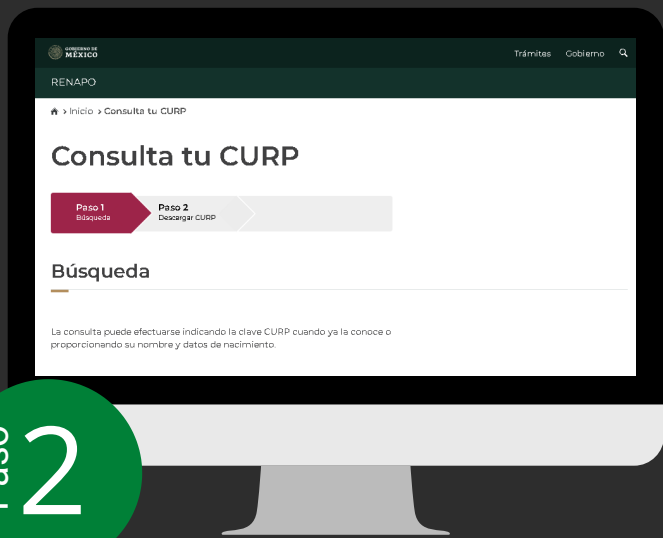 GOBIERNO DE
MÉXICO
Trámites Gobierno
RENAPO
> Inicio > Consulta tu CURP
Consulta tu CURP
Paso 1
Búsqueda
Paso 2
Descargar CURP
Búsqueda
La consulta puede efectuarse indicando la clave CURP cuando ya la conoce o
proporcionando su nombre y datos de nacimiento.
Paso
2